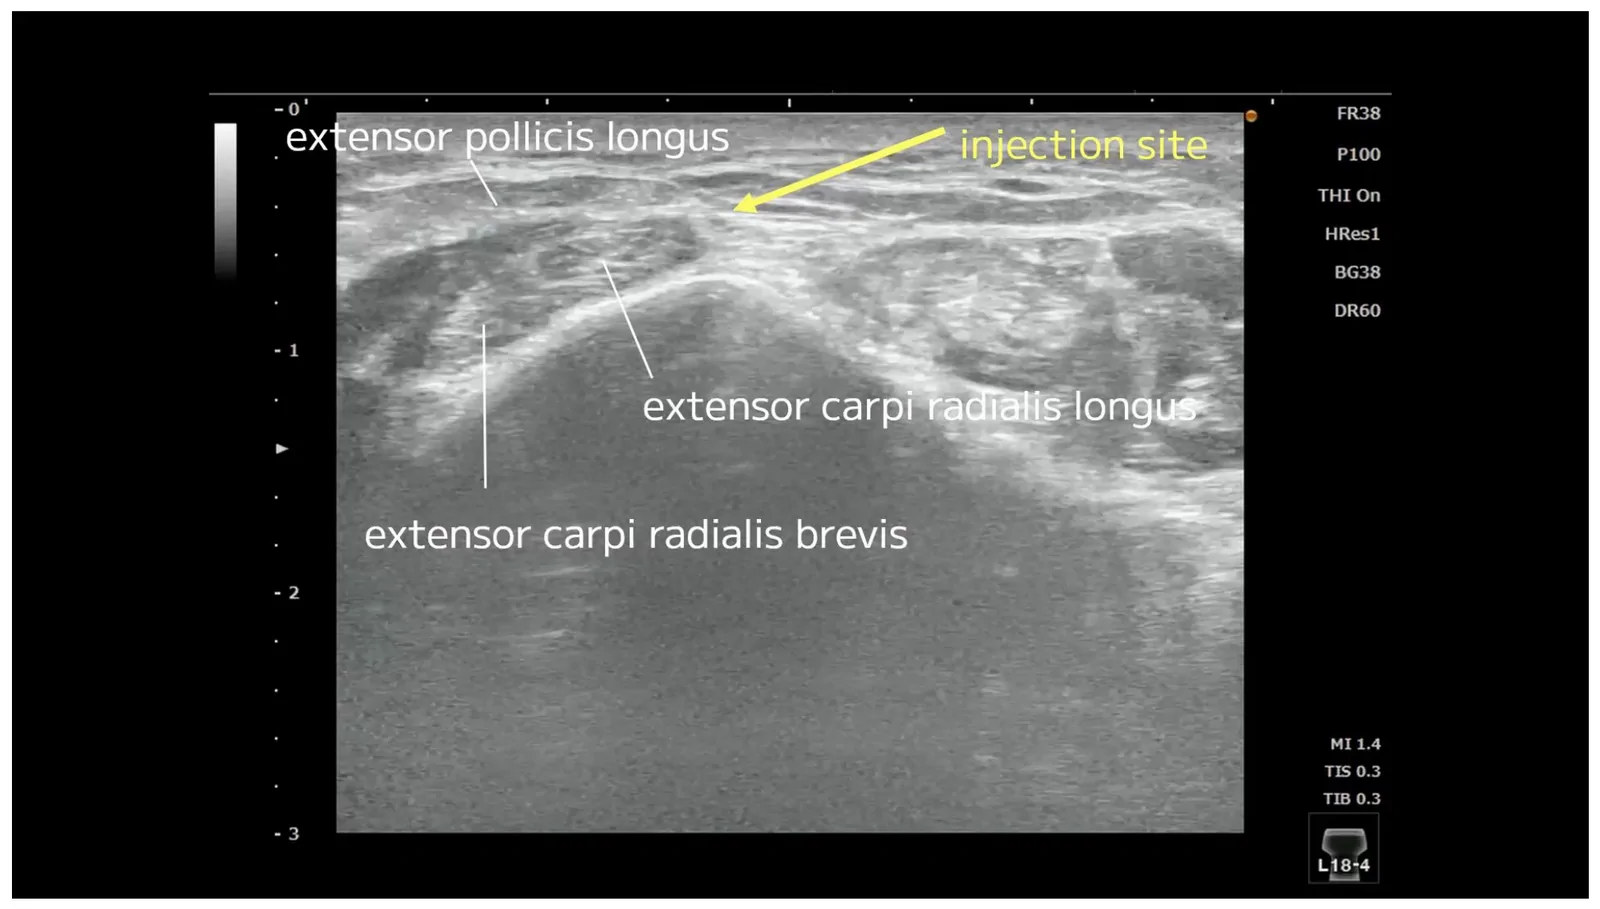 0
FR38
extensor pollicis longus
injection site
P100
THI On
HRes1
BG38
DR60
1
extensor carpi radialis longus
extensor carpi radialis brevis
2
MI 1.4
TIS 0.3
TIB 0.3
3
L18-4